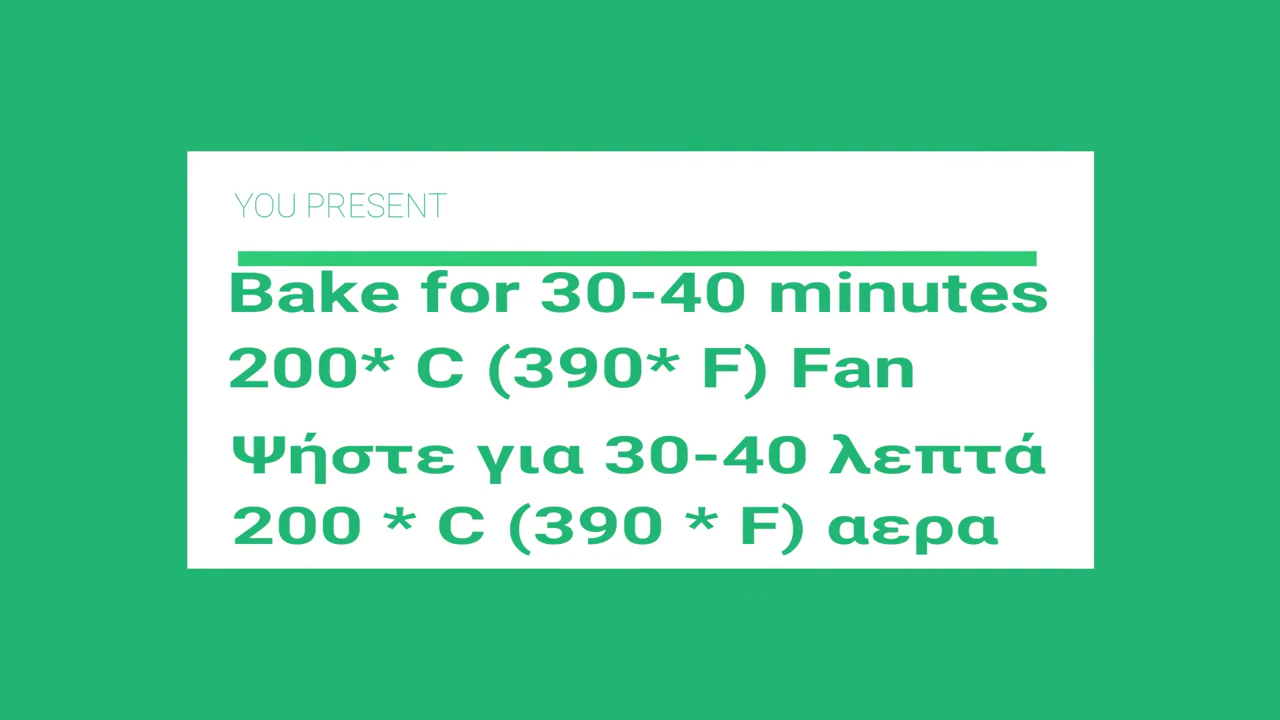 YOU PRESENT
Bake for 30-40 minutes
200* C (390* F) Fan
Ψήστε για 30-40 λεπτά
200 * C (390 * F) αερα